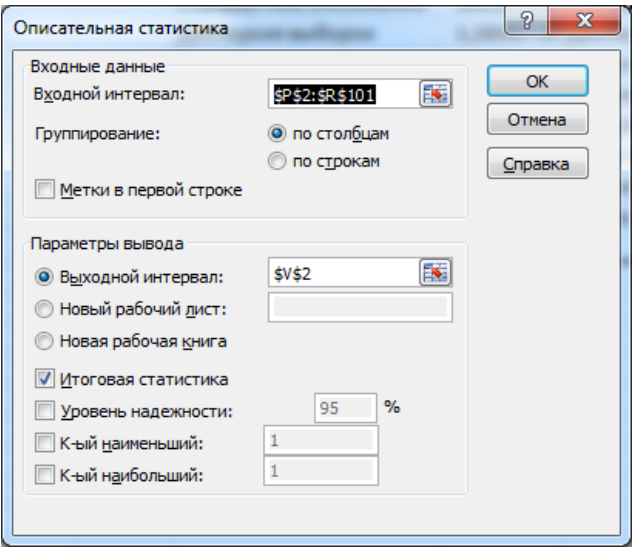 Описательная статистика
Входные данные
Входной интервал: $P$2:$R$101
Группирование: по столбцам
по строкам
Метки в первой строке
OK
Отмена
Справка
Параметры вывода
Выходной интервал: $V$2
Новый рабочий лист:
Новая рабочая книга
Итоговая статистика
Уровень надежности: 95 %
К-ый наименьший: 1
К-ый наибольший: 1